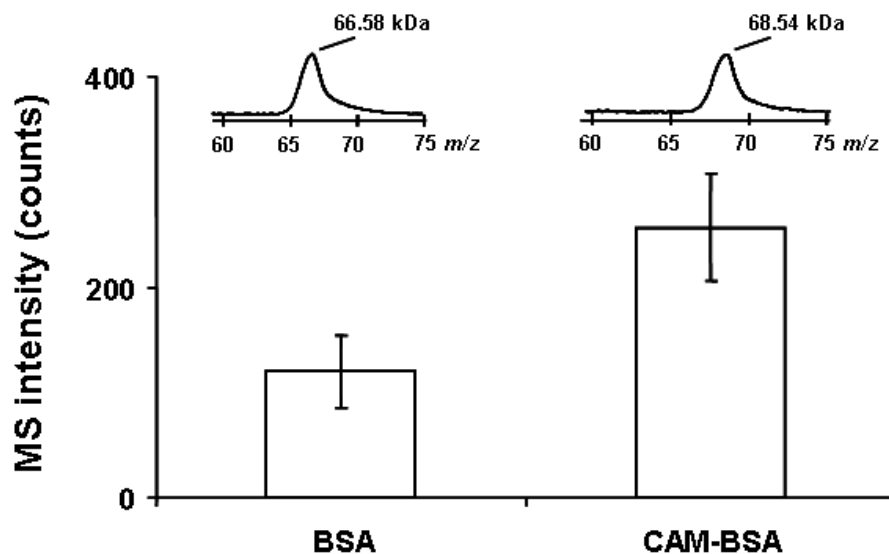 66.58 kDa
68.54 kDa
400
60 65 70 75 m/z
60 65 70 75 m/z
MS intensity (counts)
200
0
BSA
CAM-BSA